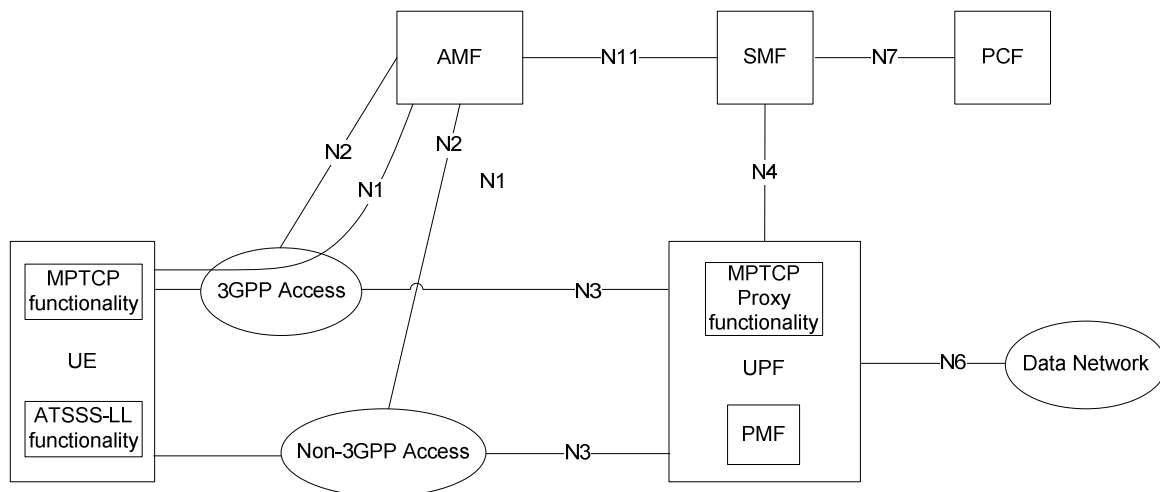 AMF
N11
SMF
N7
PCF
N2
N2
N1
N1
N4
MPTCP
functionality
3GPP Access
N3
MPTCP
Proxy
functionality
UE
UPF
N6
Data Network
ATSSS-LL
functionality
Non-3GPP Access
N3
PMF